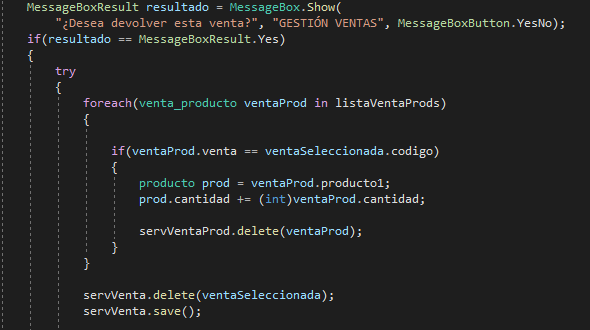 MessageBoxResult resultado = MessageBox.Show(
"¿Desea devolver esta venta?", "GESTIÓN VENTAS", MessageBoxButton.YesNo);
if(resultado == MessageBoxResult.Yes)
{
try
{
foreach(venta_producto ventaProd in listaVentaProds)
{
if(ventaProd.venta == ventaSeleccionada.codigo)
{
producto prod = ventaProd.producto1;
prod.cantidad += (int)ventaProd.cantidad;
servVentaProd.delete(ventaProd);
}
}
servVenta.delete(ventaSeleccionada);
servVenta.save();